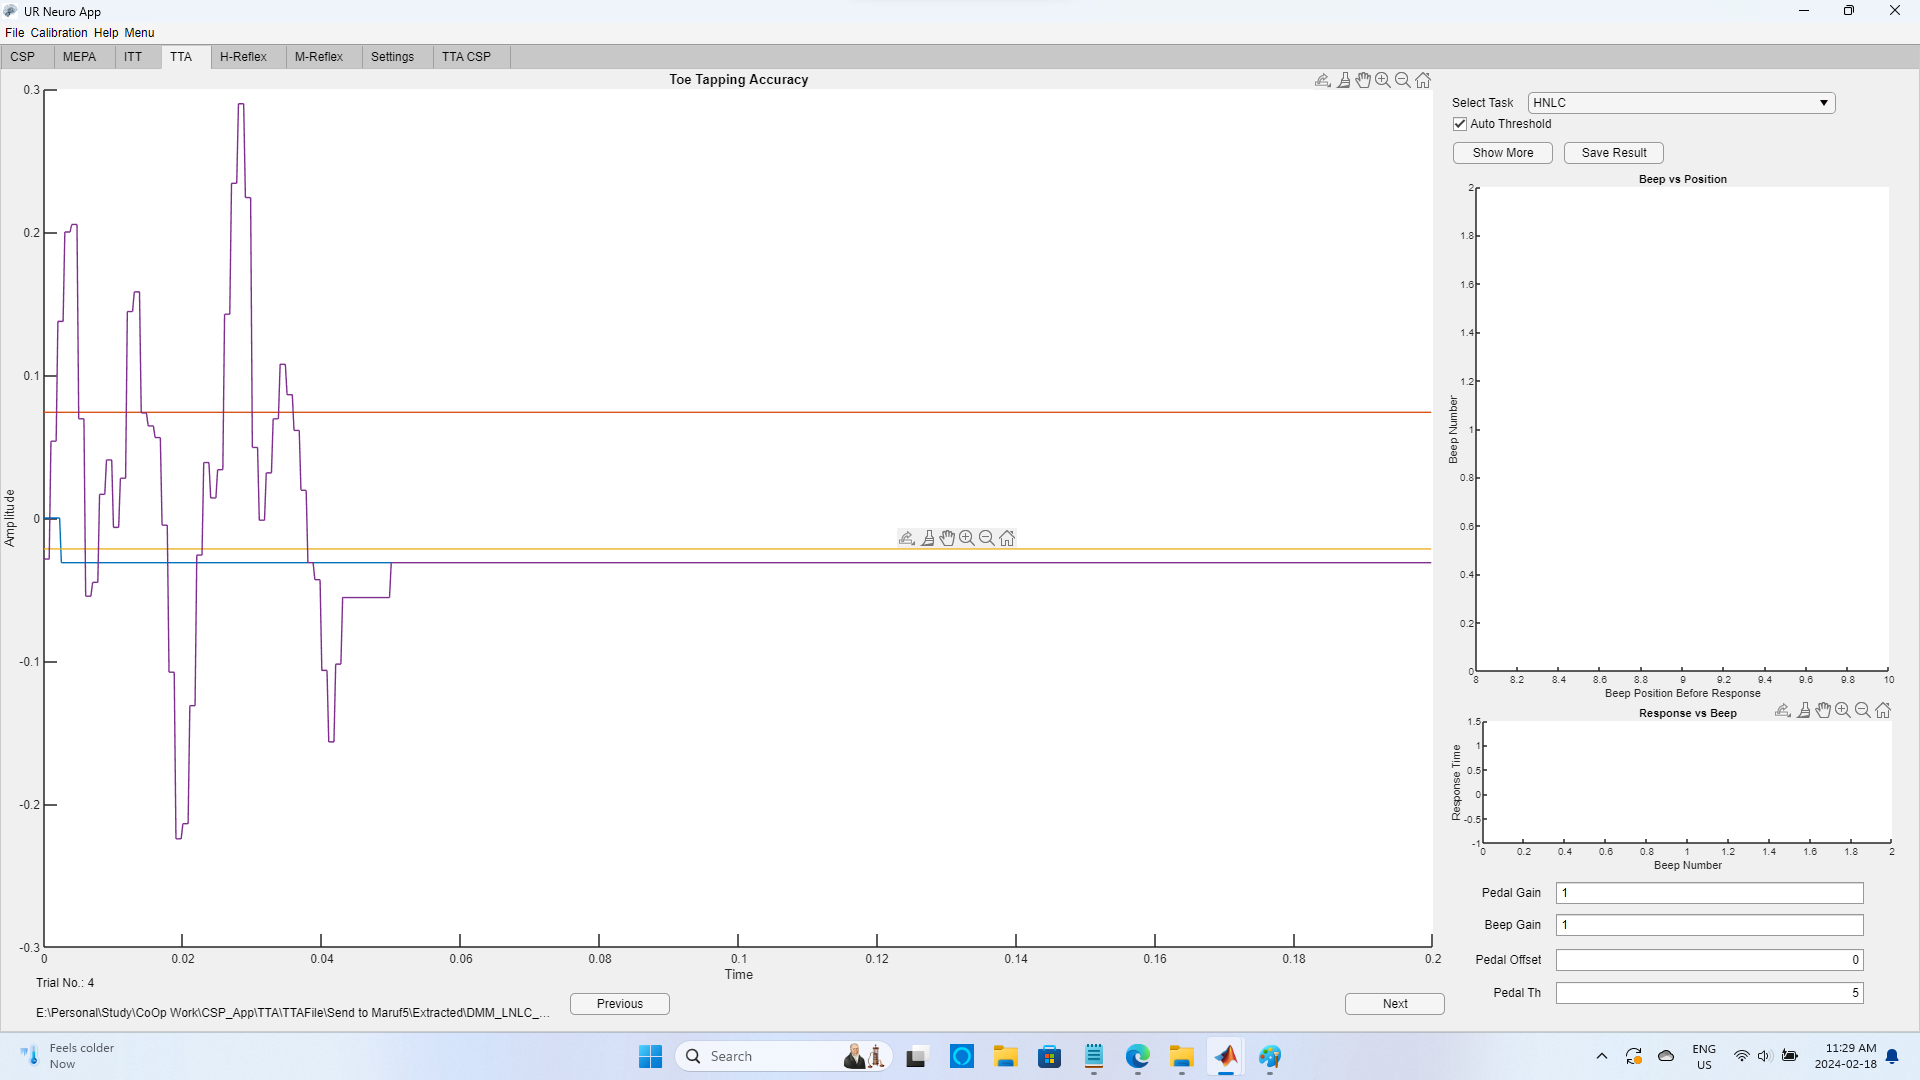 UR Neuro App
File Calibration Help Menu
CSP MEPA ITT TTA H-Reflex M-Reflex Settings TTA CSP
Toe Tapping Accuracy
0.3
0.2
0.1
0
-0.1
-0.2
-0.3
Amplitude
0 0.02 0.04 0.06 0.08 0.1 0.12 0.14 0.16 0.18 0.2
Time
Trial No.: 4
E:\Personal\Study\CoOp Work\CSP_App\TTA\TTAFile\Send to Maruf5\Extracted\DMM_LNLC_...
Previous
Next
Select Task HNLC
Auto Threshold
Show More Save Result
Beep vs Position
2
1.8
1.6
1.4
1.2
1
0.8
0.6
0.4
0.2
0
Beep Number
8 8.2 8.4 8.6 8.8 9 9.2 9.4 9.6 9.8 10
Beep Position Before Response
Response vs Beep
1.5
1
0.5
0
-0.5
-1
Response Time
0 0.2 0.4 0.6 0.8 1 1.2 1.4 1.6 1.8 2
Beep Number
Pedal Gain 1
Beep Gain 1
Pedal Offset 0
Pedal Th 5
Feels colder
Now
Search
ENG
US
11:29 AM
2024-02-18